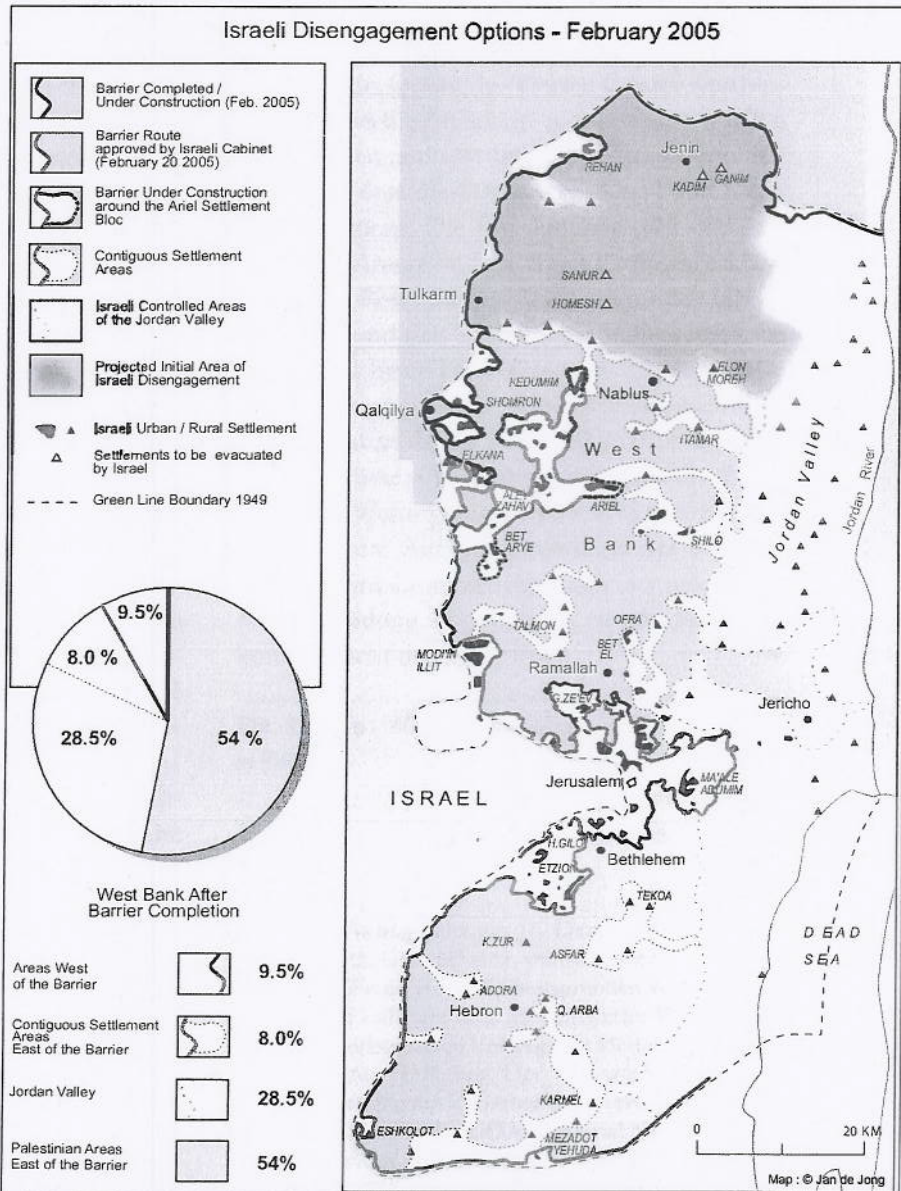 Israeli Disengagement Options - February 2005
Barrier Completed /
Under Construction (Feb. 2005)
Barrier Route
approved by Israeli Cabinet
(February 20 2005)
Barrier Under Construction
around the Ariel Settlement
Bloc
Contiguous Settlement
Areas
Israeli Controlled Areas
of the Jordan Valley
Projected Initial Area of
Israeli Disengagement
Israeli Urban / Rural Settlement
Settlements to be evacuated
by Israel
Green Line Boundary 1949
9.5%
8.0 %
28.5%
54 %
West Bank After
Barrier Completion
Areas West
of the Barrier
9.5%
Contiguous Settlement
Areas
East of the Barrier
8.0%
Jordan Valley
28.5%
Palestinian Areas
East of the Barrier
54%
REHAN
Jenin
KADIM
GANIM
SANUR
HOMESH
Tulkarm
KEDUMIM
Nablus
ELON
MOREH
SHOMRON
Qalqilya
ITAMAR
ELKANA
West
ALEI
ZAHAV
ARIEL
BET
ARYE
Bank
SHILO
Jordan Valley
Jordan River
TALMON
OFRA
BET
EL
MODI'IN
ILLIT
Ramallah
G.ZE'EV
Jericho
Jerusalem
MA'ALE
ADUMIM
ISRAEL
H.GILO
ETZION
Bethlehem
TEKOA
DEAD
SEA
K.ZUR
ASFAR
ADORA
Hebron
Q.ARBA
KARMEL
ESHKOLOT
MEZADOT
YEHUDA
0
20 KM
Map : © Jan de Jong